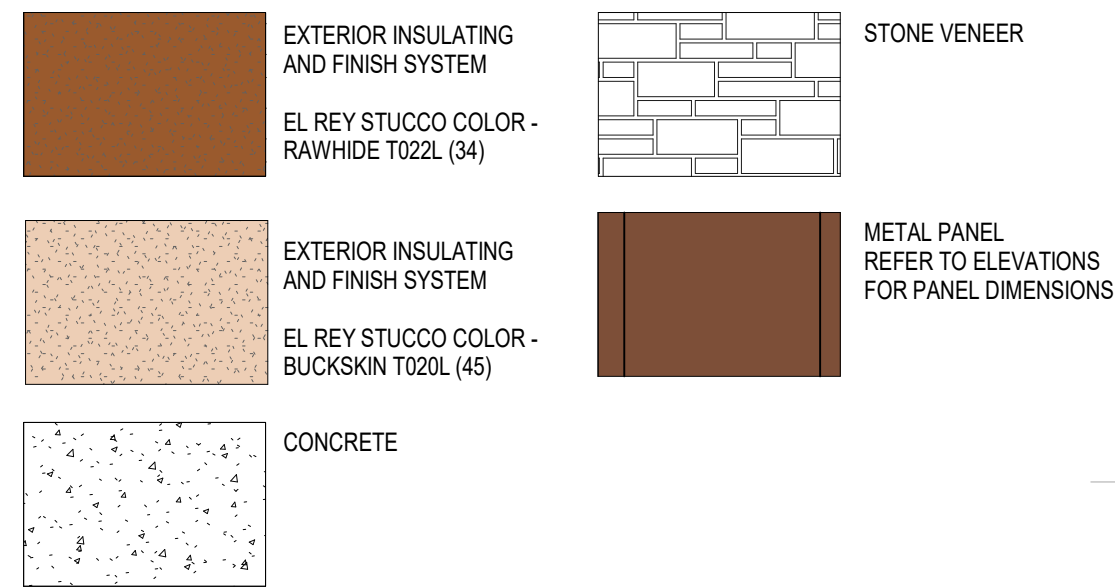 EXTERIOR INSULATING
AND FINISH SYSTEM
EL REY STUCCO COLOR -
RAWHIDE T022L (34)
EXTERIOR INSULATING
AND FINISH SYSTEM
EL REY STUCCO COLOR -
BUCKSKIN T020L (45)
CONCRETE
STONE VENEER
METAL PANEL
REFER TO ELEVATIONS
FOR PANEL DIMENSIONS